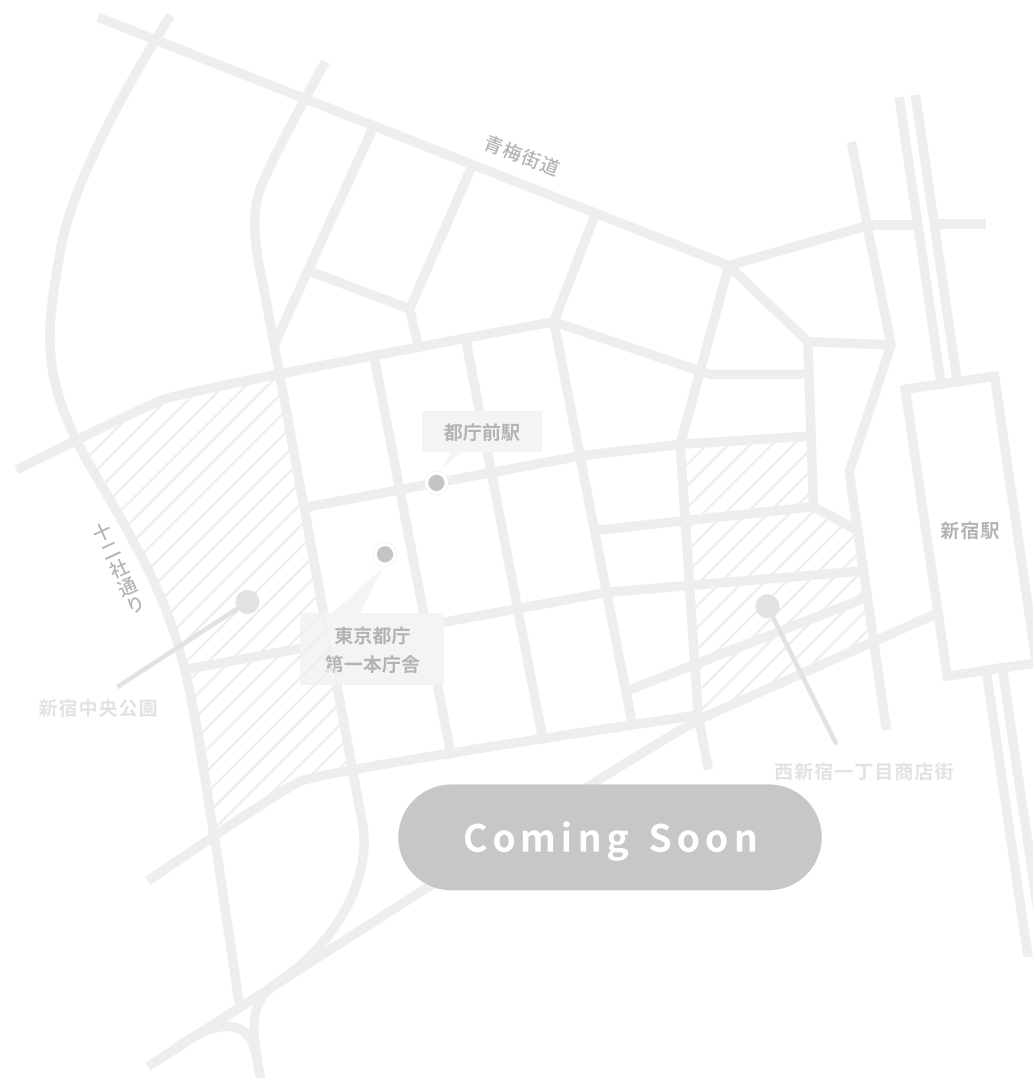 青梅街道
都庁前駅
十二社通り
新宿駅
東京都庁
第一本庁舎
新宿中央公園
西新宿一丁目商店街
Coming Soon